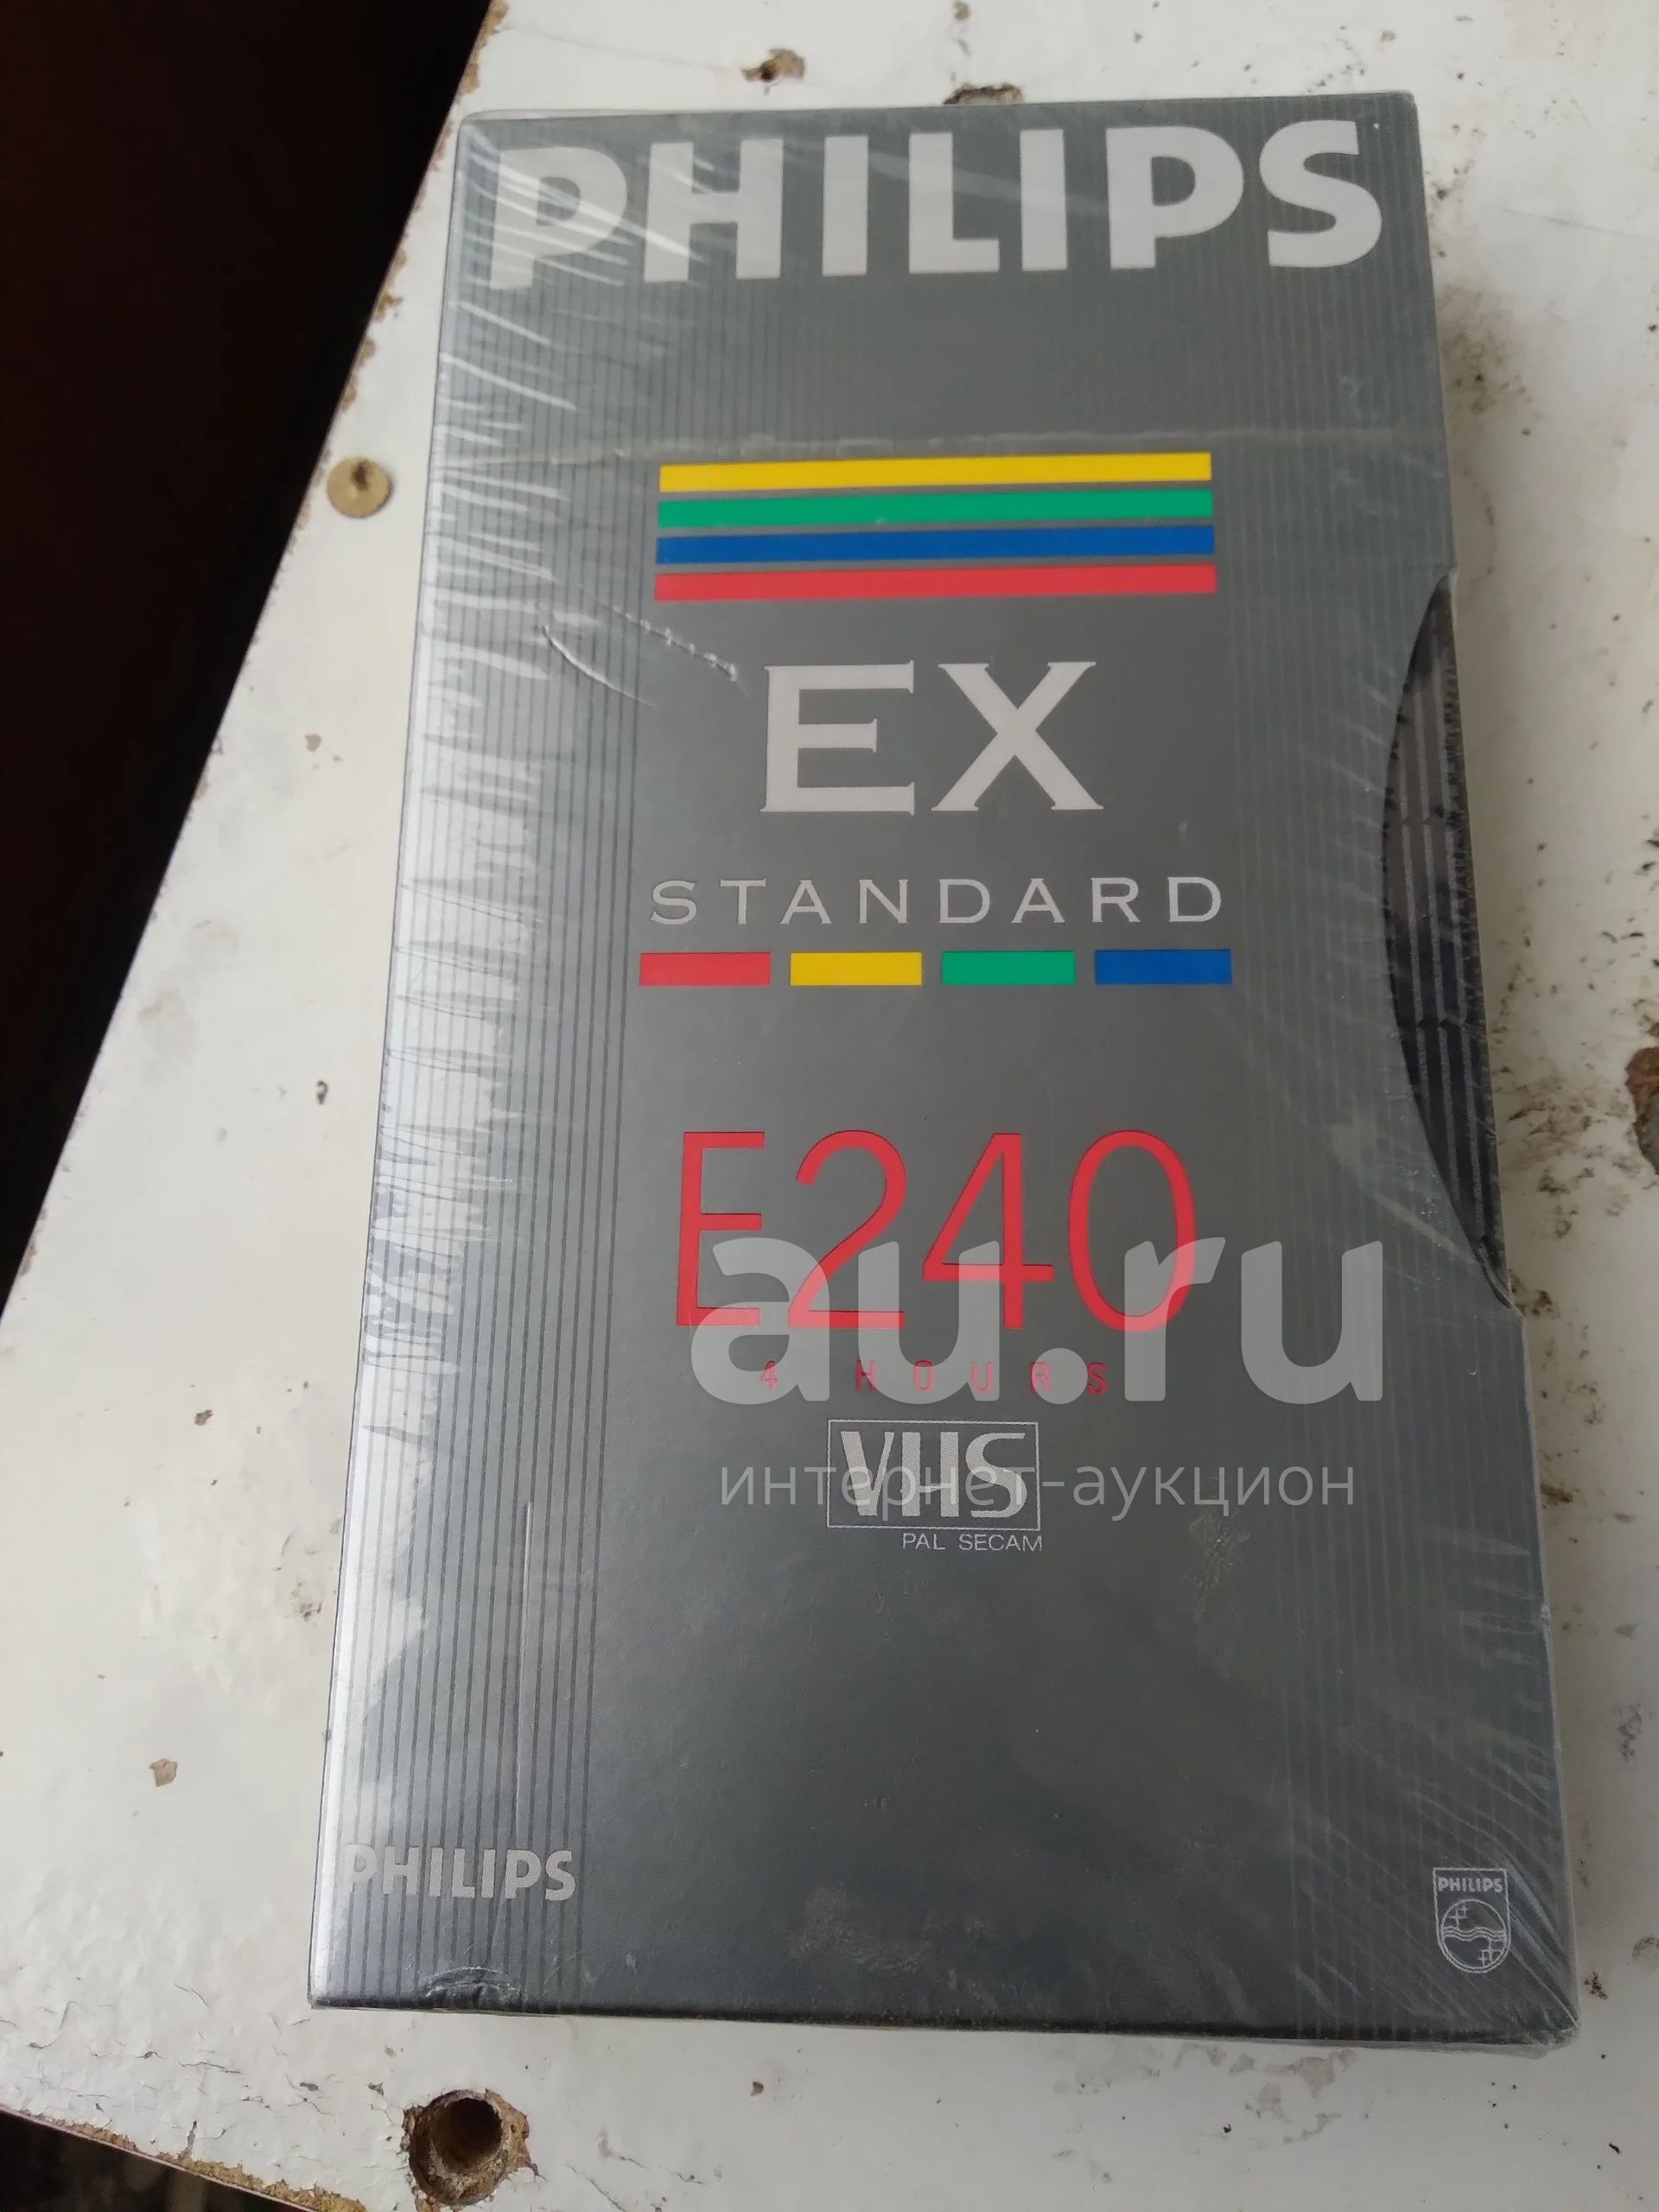 PHILIPS
EX
STANDARD
E240
au.ru
4 HOURS
VHS
интернет-аукцион
PAL SECAM
PHILIPS
PHILIPS